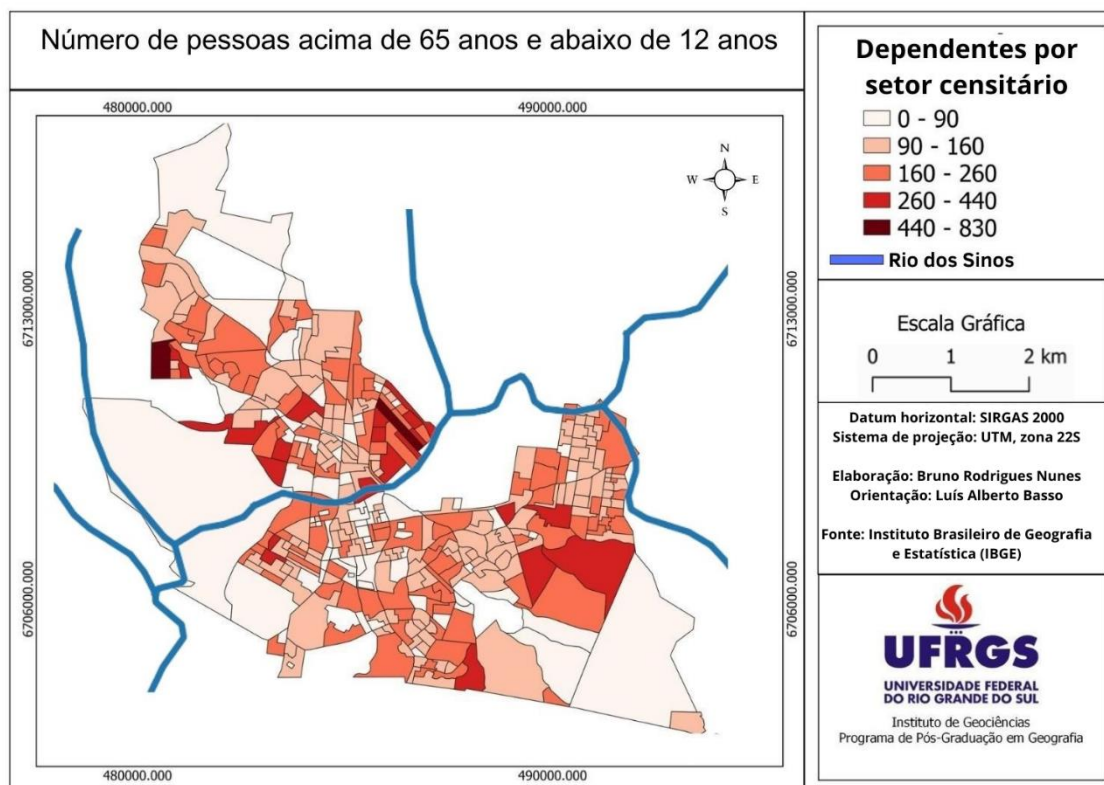 Número de pessoas acima de 65 anos e abaixo de 12 anos
480000.000
490000.000
6713000.000
6713000.000
6706000.000
6706000.000
480000.000
490000.000
N
W
E
S
Dependentes por
setor censitário
0 - 90
90 - 160
160 - 260
260 - 440
440 - 830
Rio dos Sinos
Escala Gráfica
0 1 2 km
Datum horizontal: SIRGAS 2000
Sistema de projeção: UTM, zona 22S
Elaboração: Bruno Rodrigues Nunes
Orientação: Luís Alberto Basso
Fonte: Instituto Brasileiro de Geografia
e Estatística (IBGE)
UFRGS
UNIVERSIDADE FEDERAL
DO RIO GRANDE DO SUL
Instituto de Geociências
Programa de Pós-Graduação em Geografia